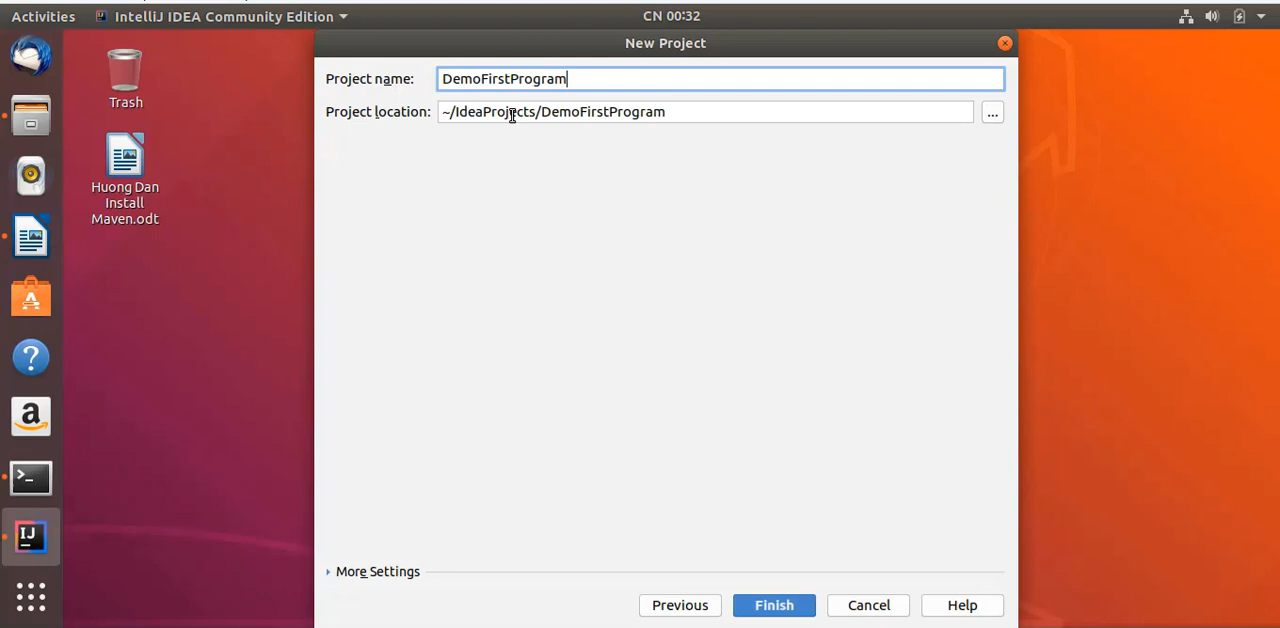 Activities
IntelliJ IDEA Community Edition
CN 00:32
New Project
Project name:
DemoFirstProgram
Project location:
~/IdeaProjects/DemoFirstProgram
...
Trash
Huong Dan
Install
Maven.odt
A
?
a
>_
IJ
More Settings
Previous
Finish
Cancel
Help